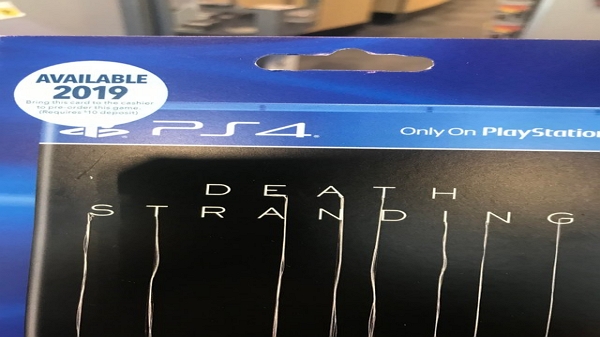 AVAILABLE
2019
Bring this card to the cashier
to pre-order this game.
(Requires $10 deposit)
PS4
Only On PlayStation
DEATH
STRANDING